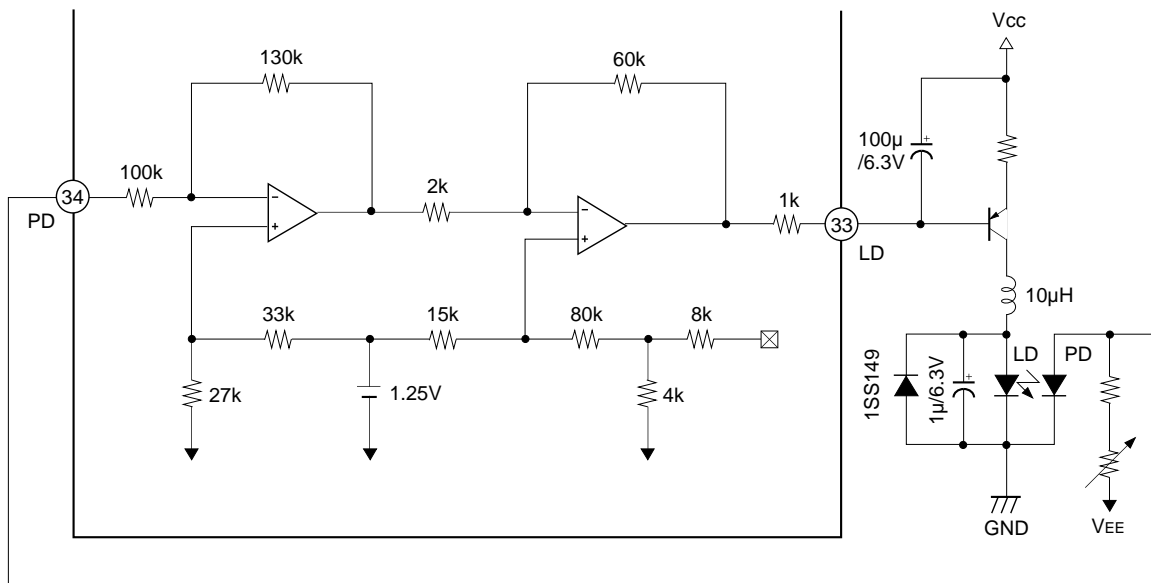 Vcc
130k
60k
100µ
/6.3V
100k
34
PD
2k
1k
33
LD
−
+
−
+
10µH
33k
15k
80k
8k
27k
1.25V
4k
1SS149
1µ/6.3V
LD
PD
GND
VEE